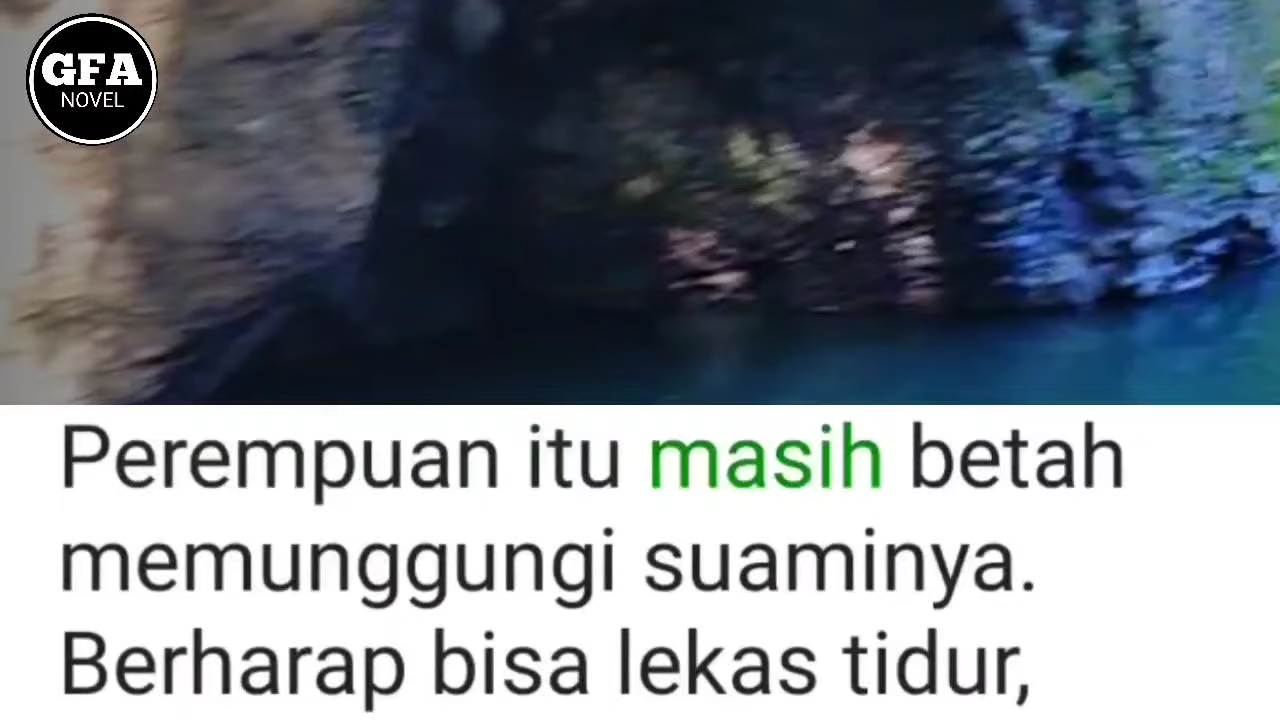 GFA
NOVEL
Perempuan itu masih betah
memunggungi suaminya.
Berharap bisa lekas tidur,